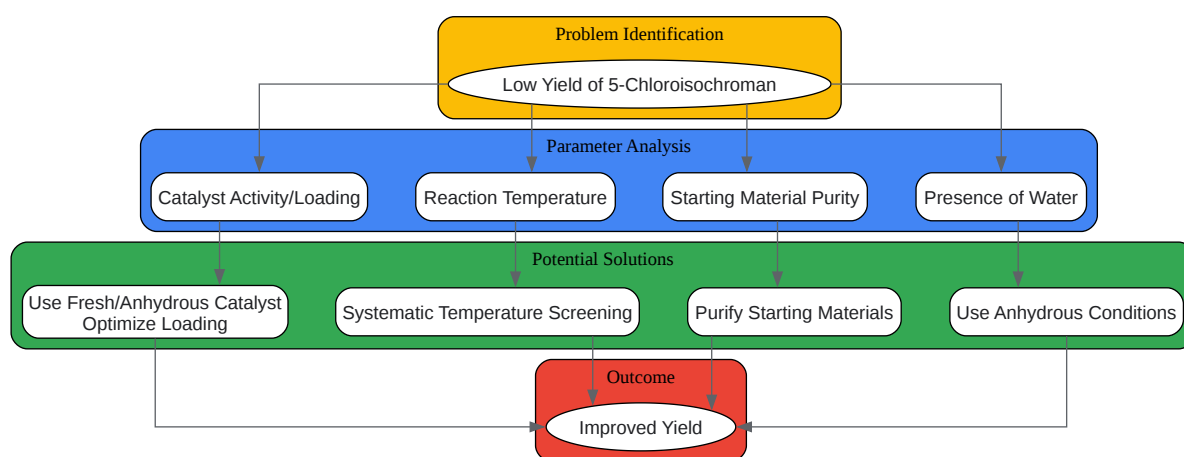 Problem Identification
Low Yield of 5-Chloroisochroman
Parameter Analysis
Catalyst Activity/Loading
Reaction Temperature
Starting Material Purity
Presence of Water
Potential Solutions
Use Fresh/Anhydrous Catalyst
Optimize Loading
Systematic Temperature Screening
Purify Starting Materials
Use Anhydrous Conditions
Outcome
Improved Yield